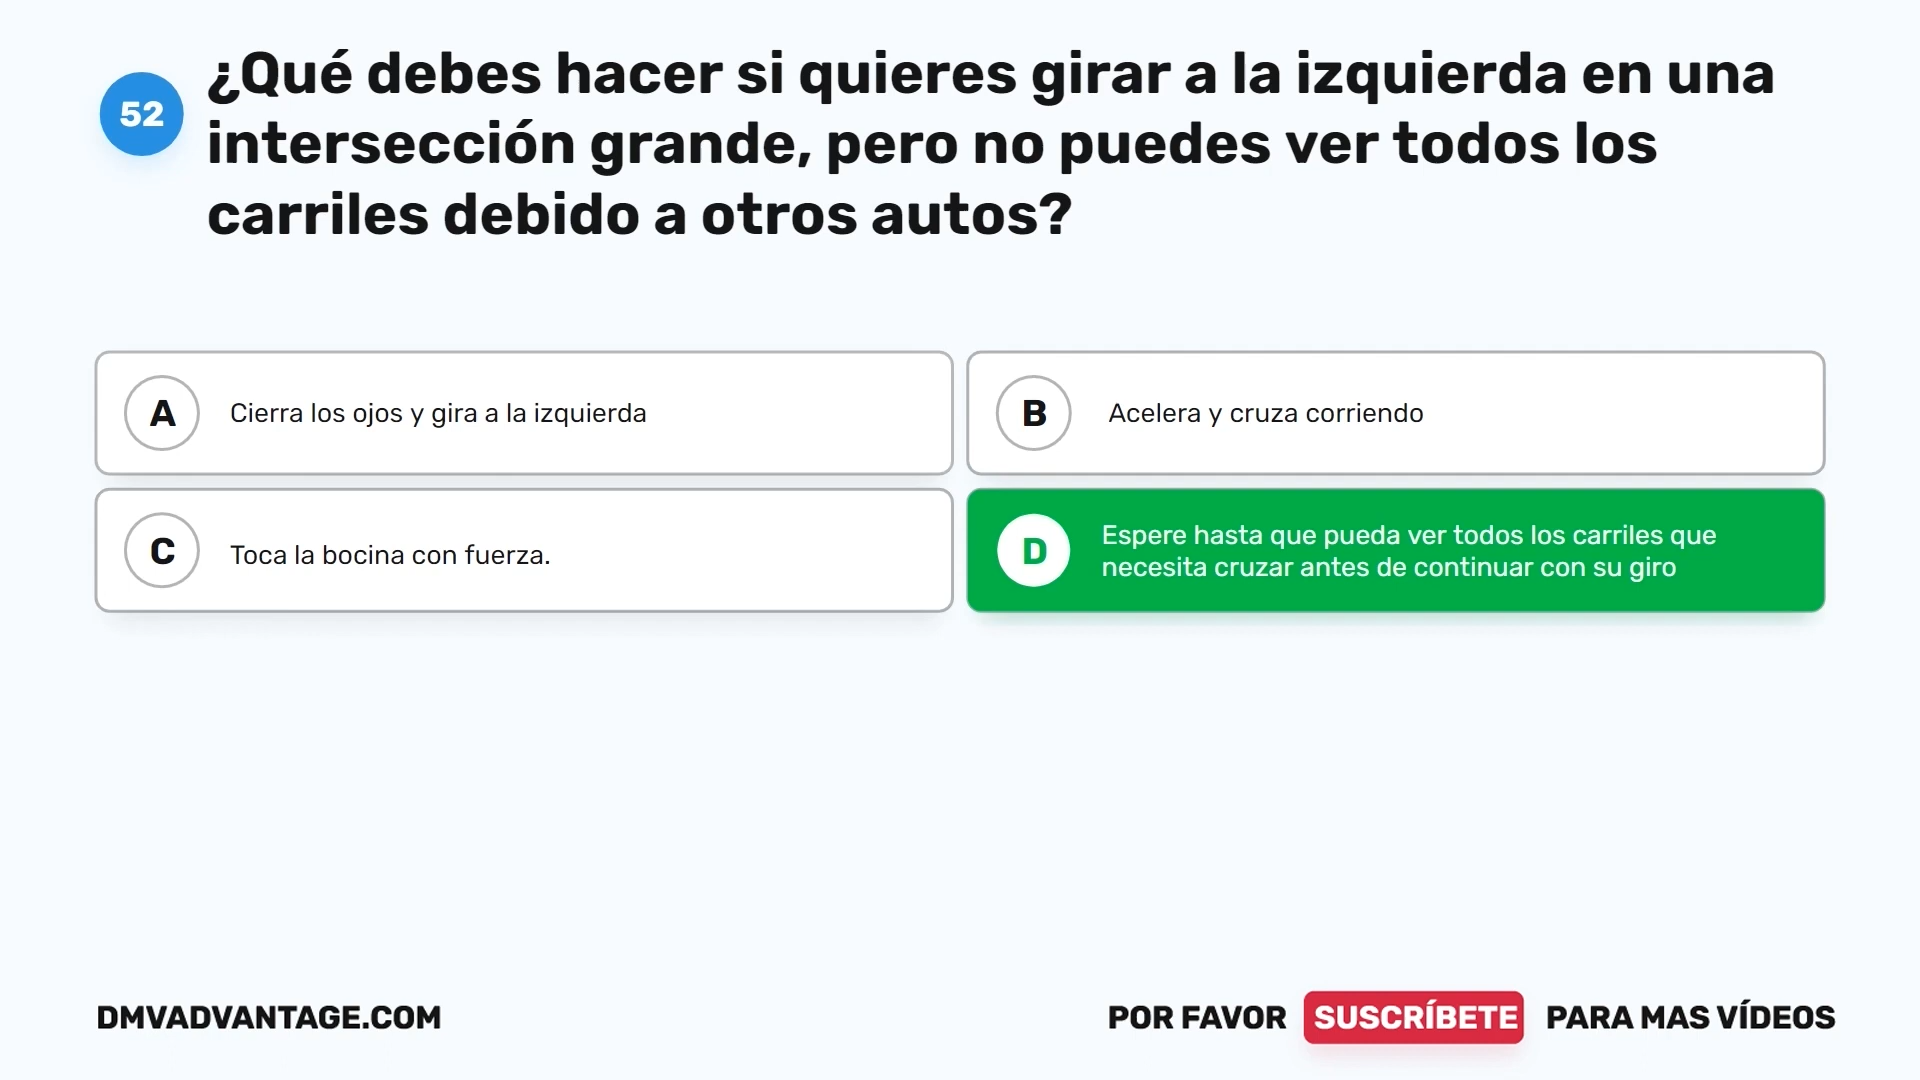 52
¿Qué debes hacer si quieres girar a la izquierda en una
intersección grande, pero no puedes ver todos los
carriles debido a otros autos?
A Cierra los ojos y gira a la izquierda
B Acelera y cruza corriendo
C Toca la bocina con fuerza.
D Espere hasta que pueda ver todos los carriles que
necesita cruzar antes de continuar con su giro
DMVADVANTAGE.COM
POR FAVOR SUSCRÍBETE PARA MAS VÍDEOS